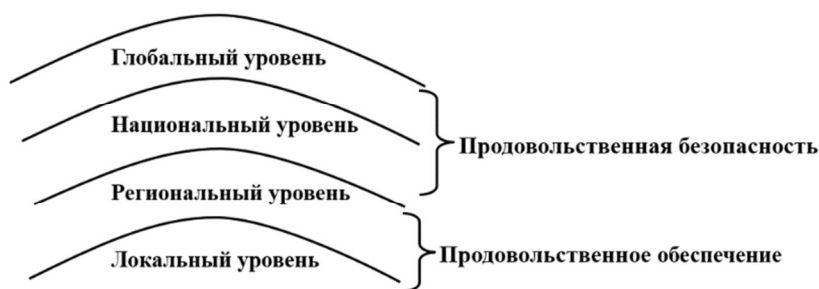 Глобальный уровень
Национальный уровень
Продовольственная безопасность
Региональный уровень
Локальный уровень
Продовольственное обеспечение